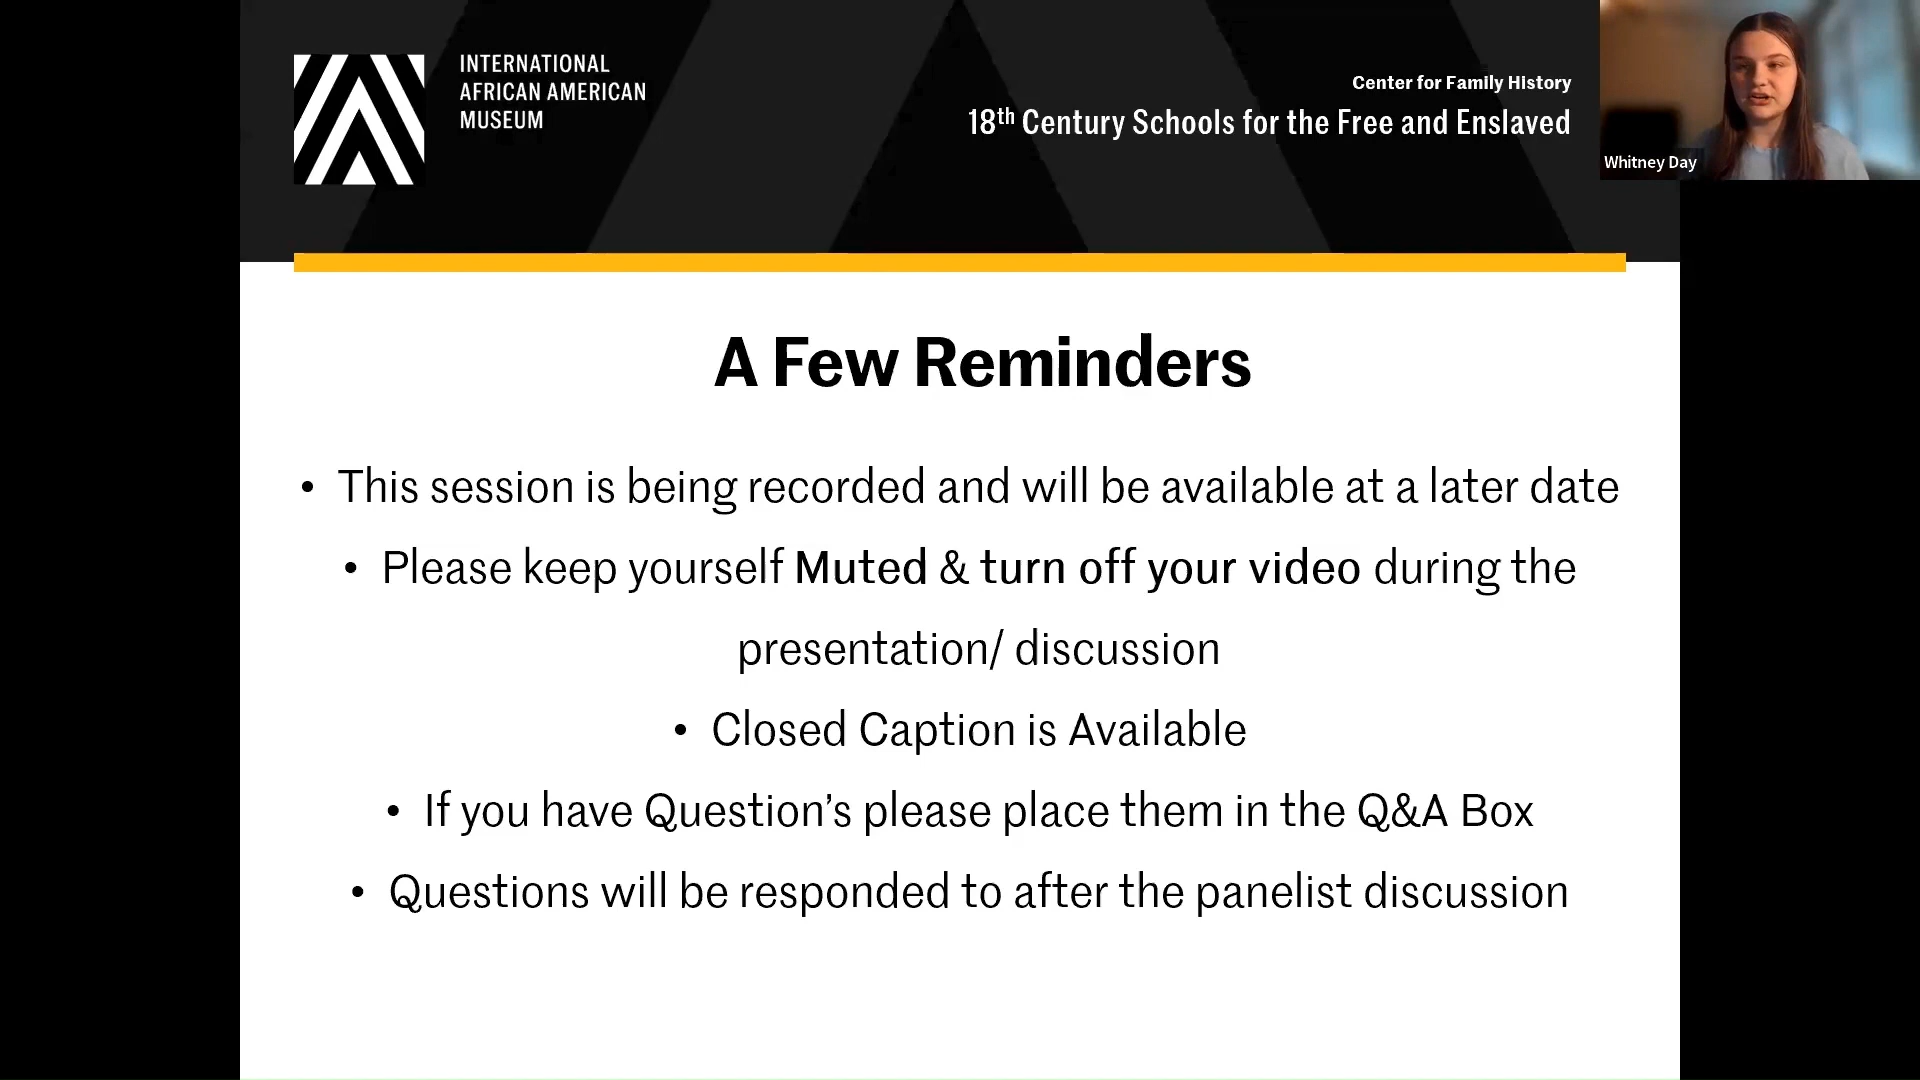 INTERNATIONAL
AFRICAN AMERICAN
MUSEUM
Center for Family History
18th Century Schools for the Free and Enslaved
Whitney Day
A Few Reminders
• This session is being recorded and will be available at a later date
• Please keep yourself Muted & turn off your video during the
presentation/ discussion
• Closed Caption is Available
• If you have Question’s please place them in the Q&A Box
• Questions will be responded to after the panelist discussion